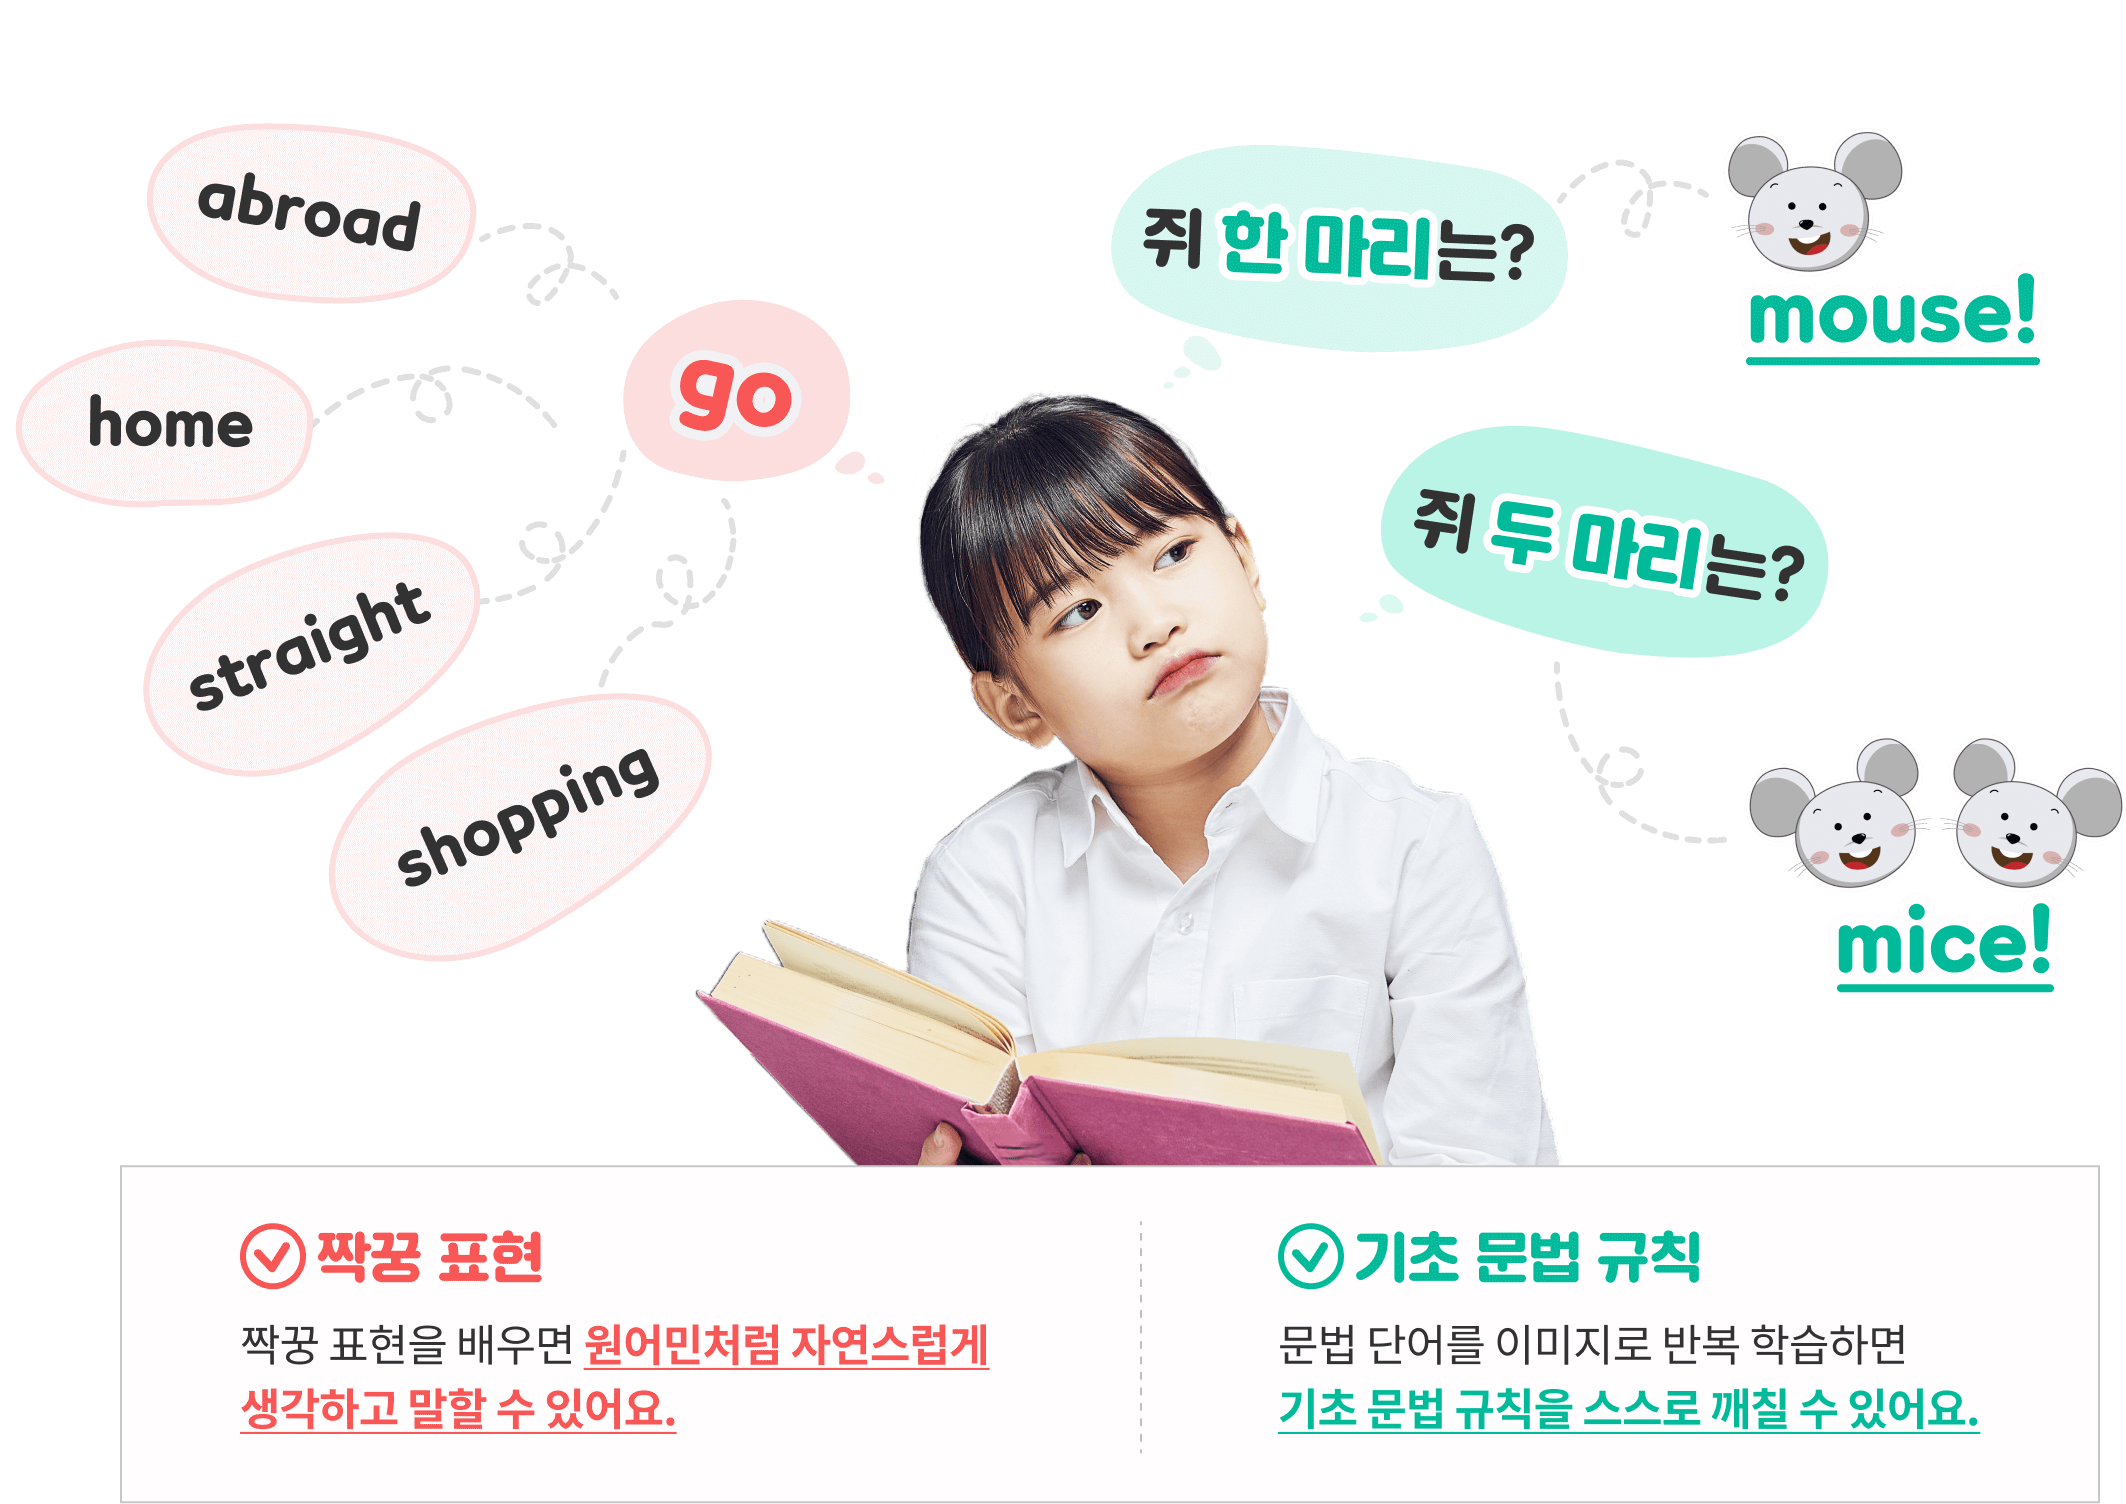 abroad
home
straight
shopping
go
쥐 한 마리는?
mouse!
쥐 두 마리는?
mice!
짝꿍 표현
짝꿍 표현을 배우면 원어민처럼 자연스럽게
생각하고 말할 수 있어요.
기초 문법 규칙
문법 단어를 이미지로 반복 학습하면
기초 문법 규칙을 스스로 깨칠 수 있어요.